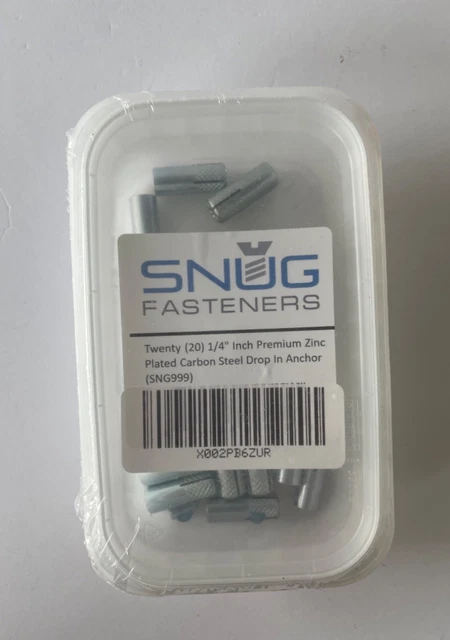 SNUG
FASTENERS
Twenty (20) 1/4" Inch Premium Zinc
Plated Carbon Steel Drop In Anchor
(SNG999)
X002PB6ZUR